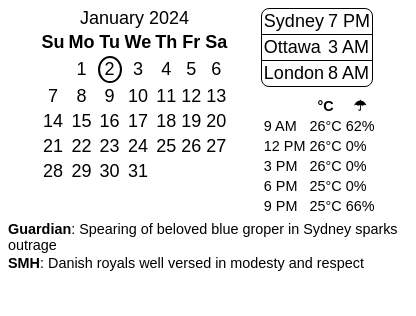 January 2024
Su Mo Tu We Th Fr Sa
1 2 3 4 5 6
7 8 9 10 11 12 13
14 15 16 17 18 19 20
21 22 23 24 25 26 27
28 29 30 31
Sydney 7 PM
Ottawa 3 AM
London 8 AM
°C ☂
9 AM 26°C 62%
12 PM 26°C 0%
3 PM 26°C 0%
6 PM 25°C 0%
9 PM 25°C 66%
Guardian: Spearing of beloved blue groper in Sydney sparks
outrage
SMH: Danish royals well versed in modesty and respect